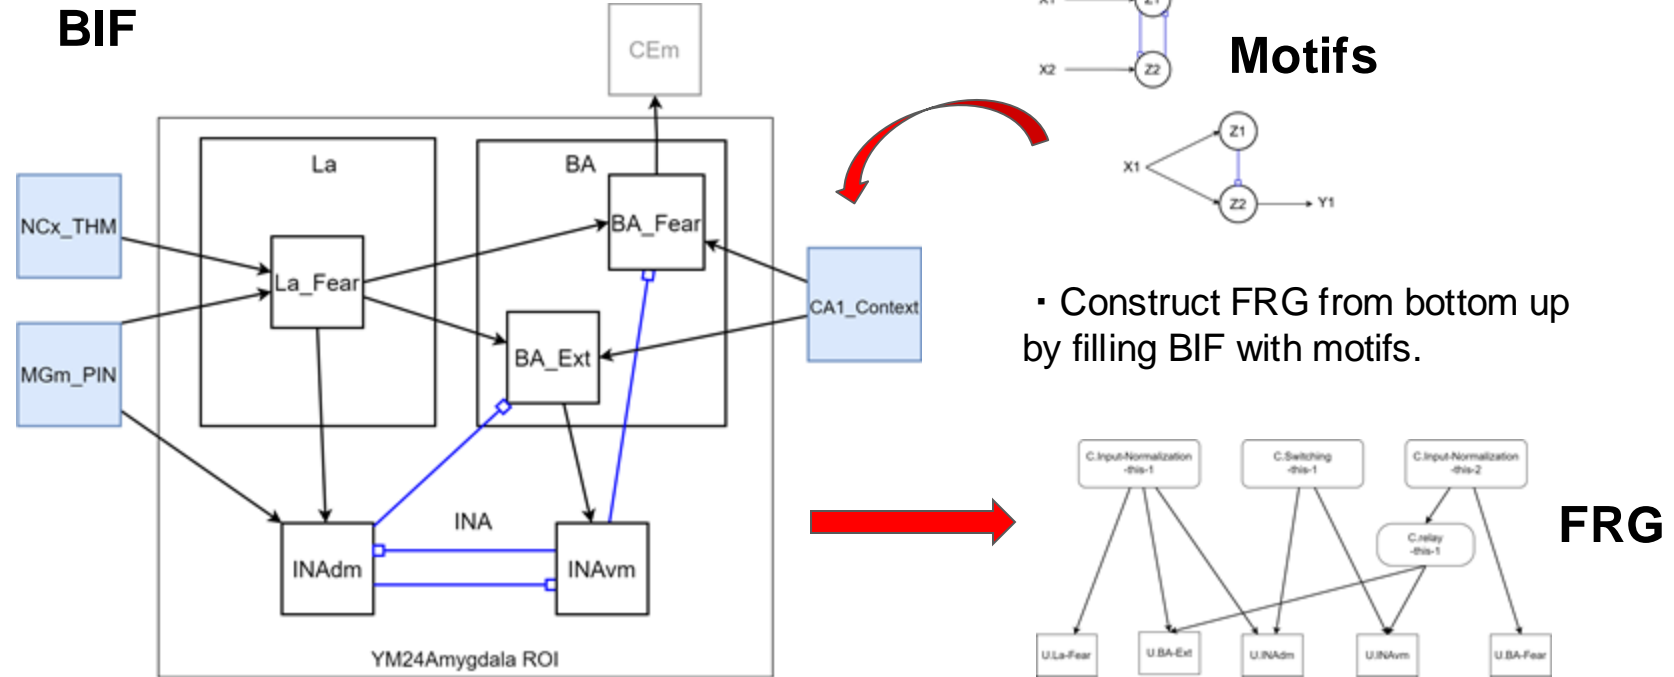 BIF
CEm
La
BA
NCx_THM
BA_Fear
La_Fear
CA1_Context
BA_Ext
MGm_PIN
INA
INAdm
INAvm
YM24Amygdala ROI
Z1
X2
Z2
Motifs
Z1
X1
Z2
Y1
・Construct FRG from bottom up
by filling BIF with motifs.
C.Input-Normalization
-this-1
C.Switching
-this-1
C.Input-Normalization
-this-2
C.relay
-this-1
FRG
U.La-Fear
U.BA-Ext
U.INAdm
U.INAvm
U.BA-Fear